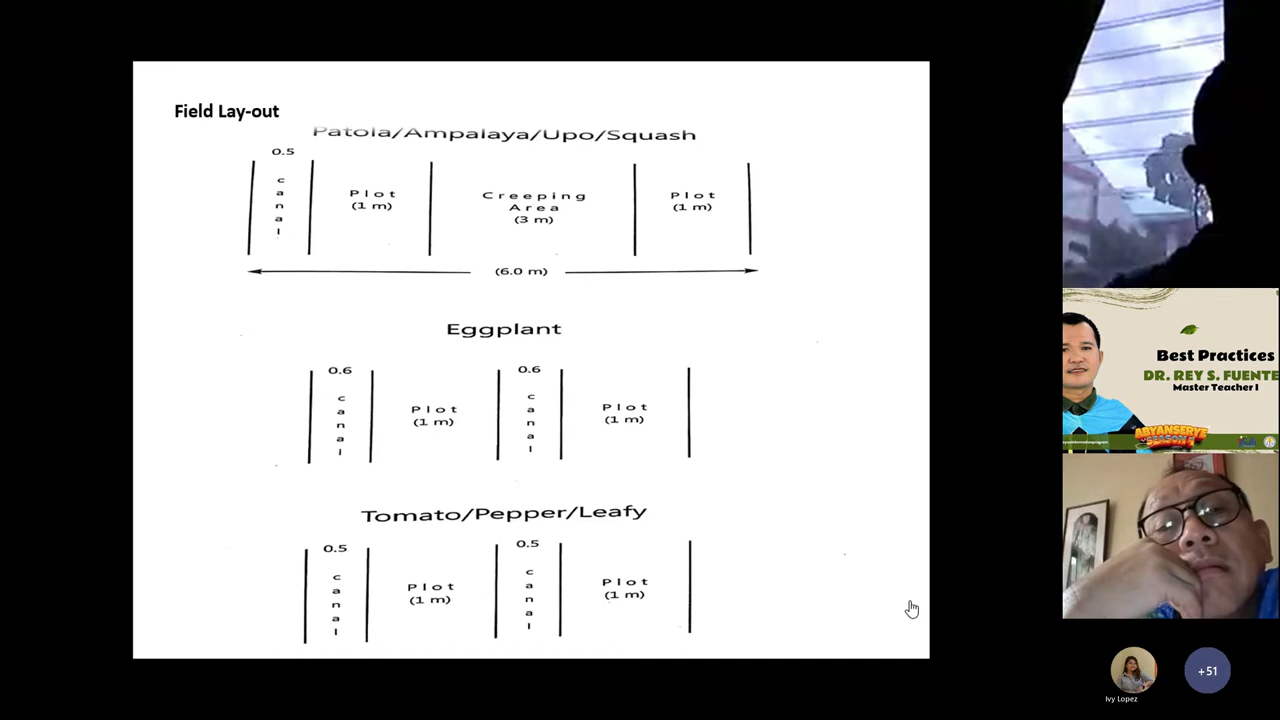 Field Lay-out
Patola/Ampalaya/Upo/Squash
0.5
canal
Plot
(1 m)
Creeping
Area
(3 m)
Plot
(1 m)
(6.0 m)
Eggplant
0.6
canal
Plot
(1 m)
0.6
canal
Plot
(1 m)
Tomato/Pepper/Leafy
0.5
canal
Plot
(1 m)
0.5
canal
Plot
(1 m)
Best Practices
DR. REY S. FUENTE
Master Teacher I
ABYANSERVE
SEASON
Ivy Lopez
+51